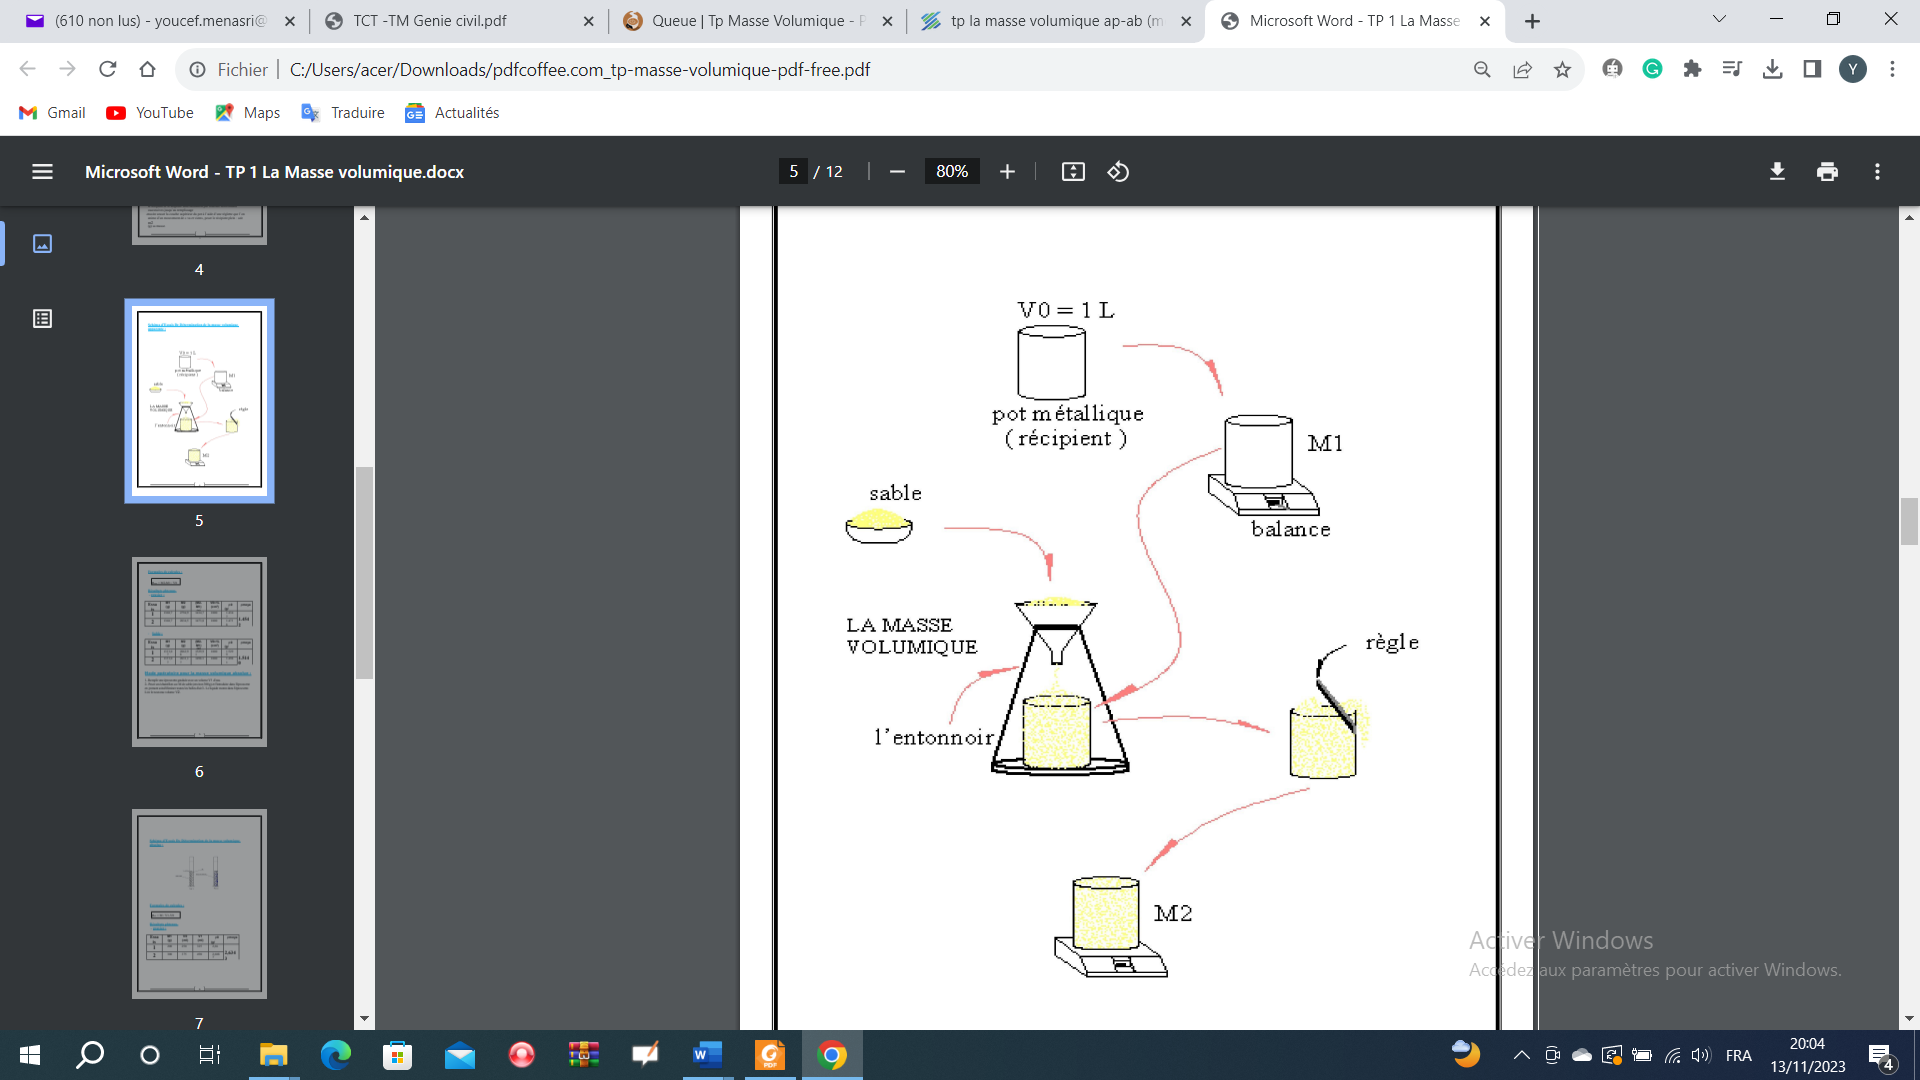 (610 non lus) - youcef.menasri@
TCT -TM Genie civil.pdf
Queue | Tp Masse Volumique - P
tp la masse volumique ap-ab (m
Microsoft Word - TP 1 La Masse
Fichier
C:/Users/acer/Downloads/pdfcoffee.com_tp-masse-volumique-pdf-free.pdf
Y
Gmail
YouTube
Maps
Traduire
Actualités
Microsoft Word - TP 1 La Masse volumique.docx
5 / 12
80%
4
5
6
7
V0 = 1 L
pot métallique
( récipient )
M1
balance
sable
LA MASSE
VOLUMIQUE
l'entonnoir
règle
M2
Activer Windows
Accédez aux paramètres pour activer Windows.
FRA
20:04
13/11/2023
4